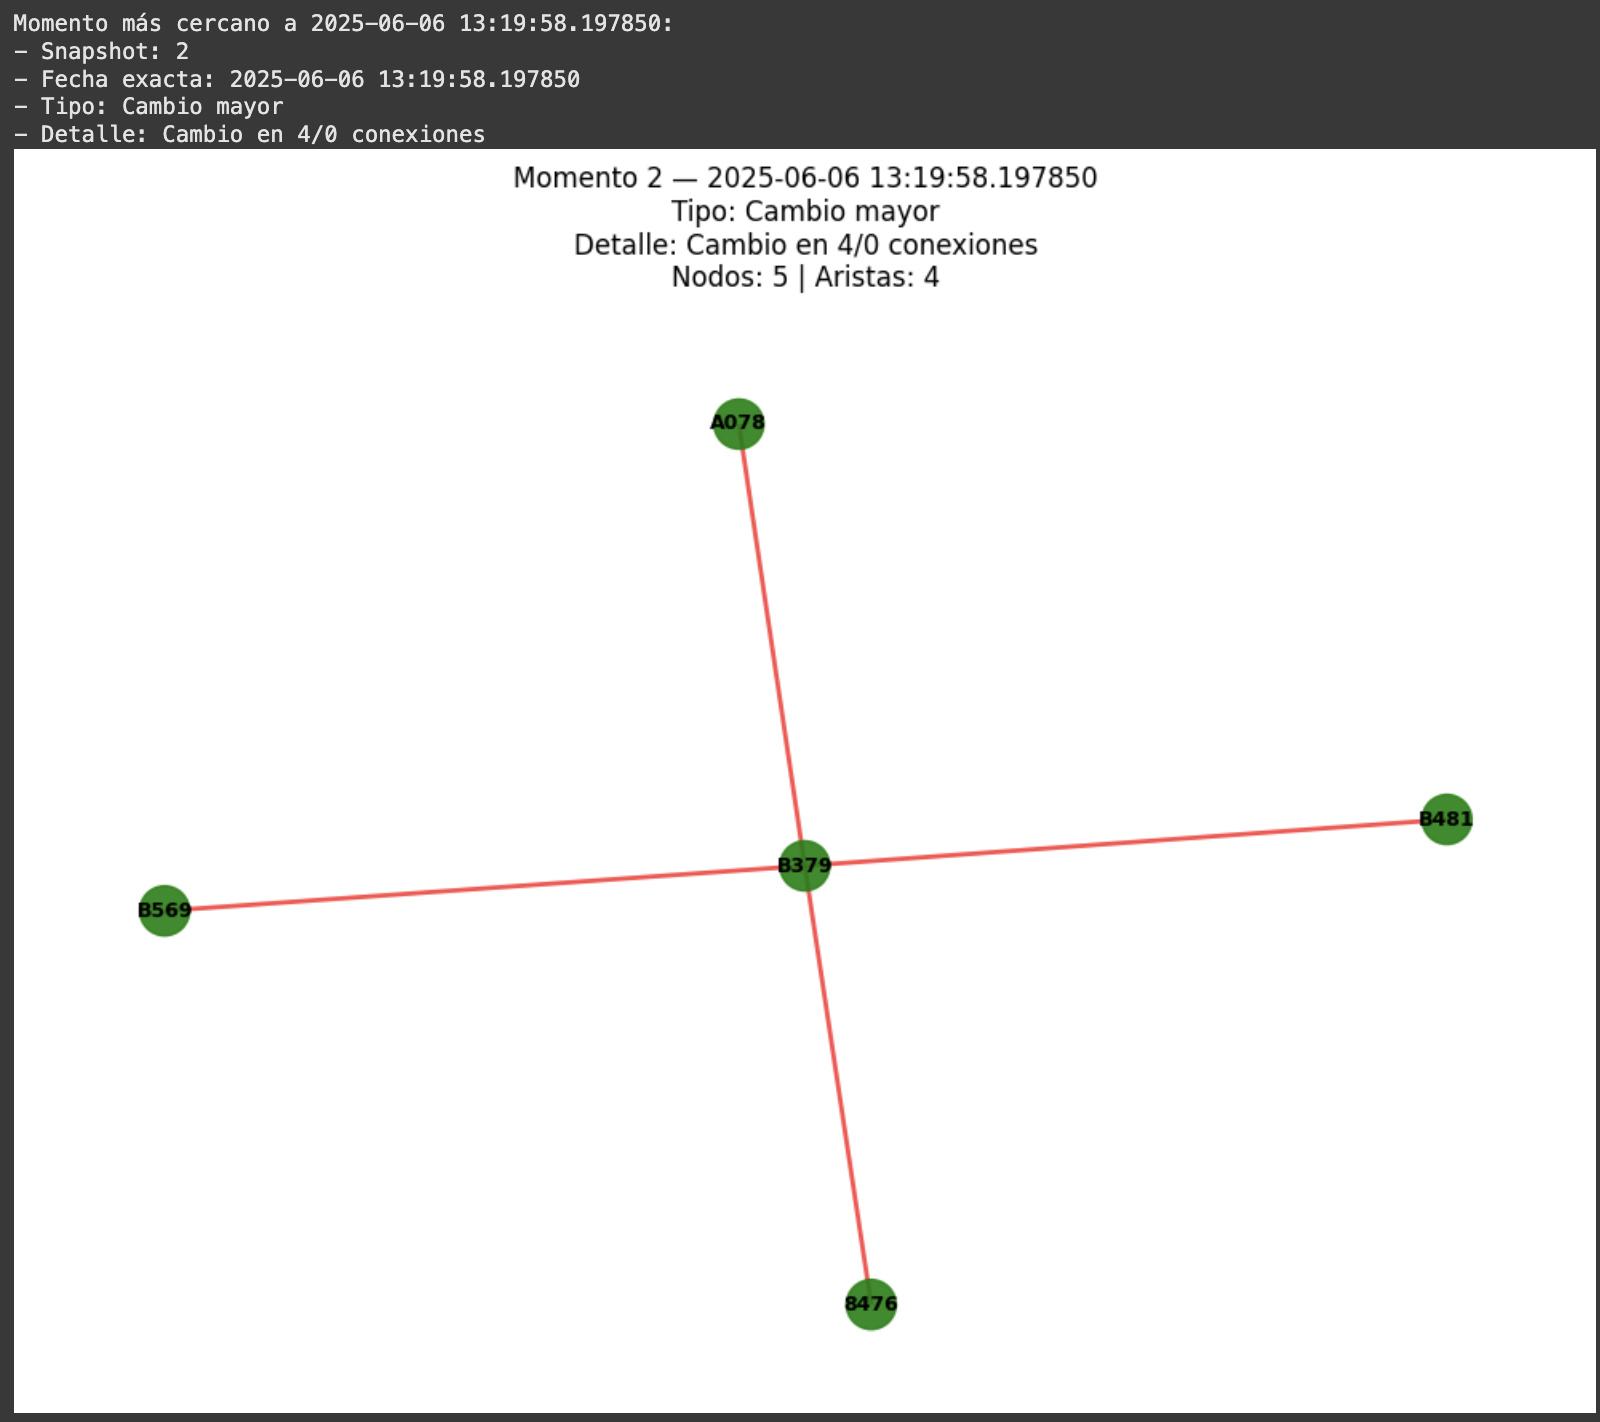 Momento más cercano a 2025-06-06 13:19:58.197850:
- Snapshot: 2
- Fecha exacta: 2025-06-06 13:19:58.197850
- Tipo: Cambio mayor
- Detalle: Cambio en 4/0 conexiones
Momento 2 — 2025-06-06 13:19:58.197850
Tipo: Cambio mayor
Detalle: Cambio en 4/0 conexiones
Nodos: 5 | Aristas: 4
A078
B481
B379
B569
8476